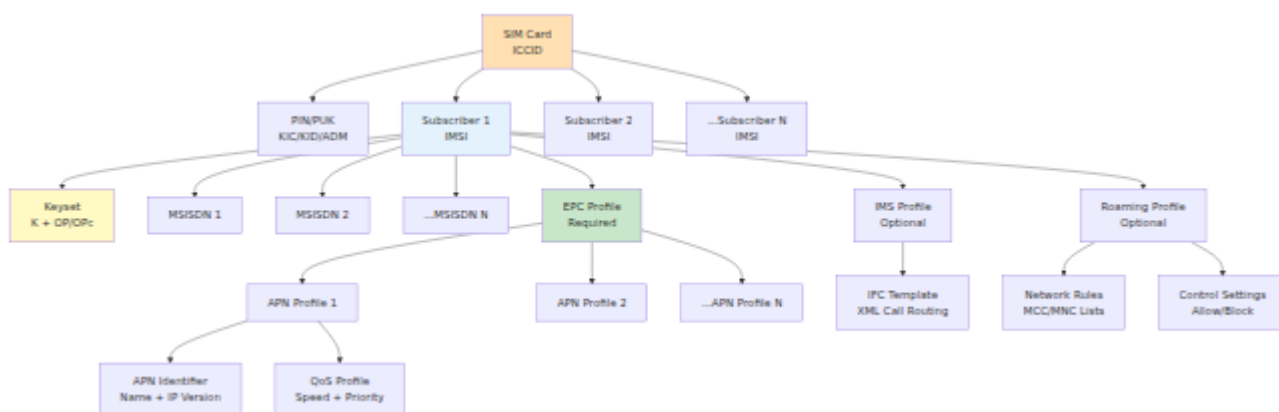 SIM Card
ICCID
PIN/PUK
KIC/KID/ADM
Subscriber 1
IMSI
Subscriber 2
IMSI
...Subscriber N
IMSI
Keyset
K + OP/OPc
MSISDN 1
MSISDN 2
...MSISDN N
EPC Profile
Required
IMS Profile
Optional
Roaming Profile
Optional
APN Profile 1
APN Profile 2
...APN Profile N
IFC Template
XML Call Routing
Network Rules
MCC/MNC Lists
Control Settings
Allow/Block
APN Identifier
Name + IP Version
QoS Profile
Speed + Priority